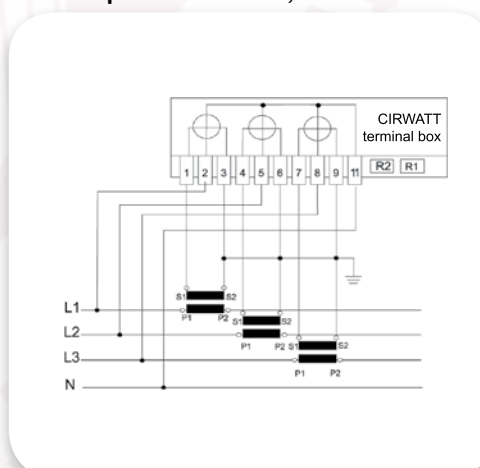 CIRWATT
terminal box
1 2 3 4 5 6 7 8 9 11 R2 R1
S1 S2
L1 P1 P2 S1 S2
L2 P1 P2 S1 S2
L3 P1 P2
N